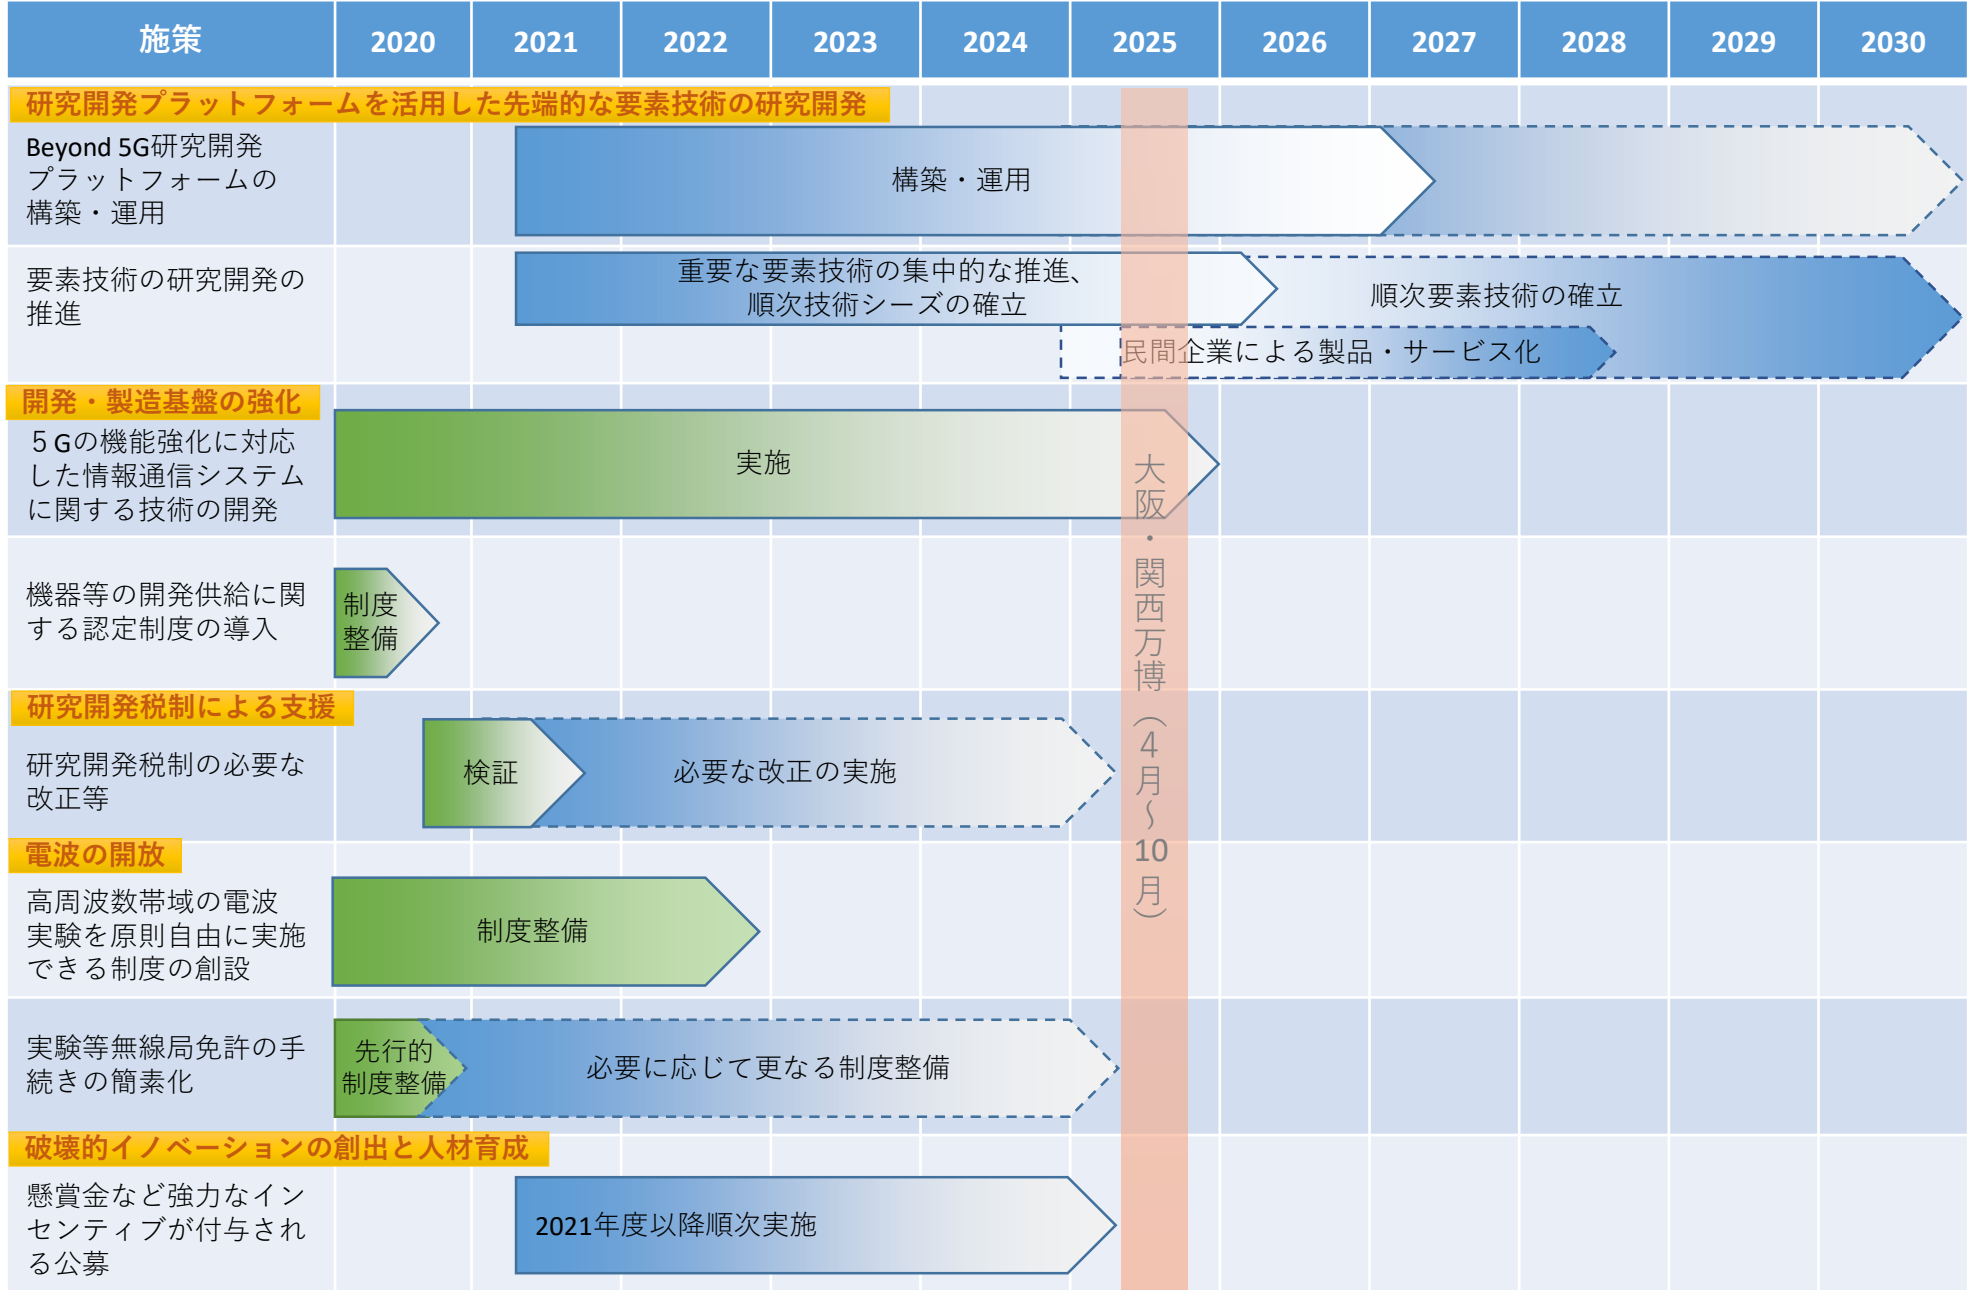 施策 2020 2021 2022 2023 2024 2025 2026 2027 2028 2029 2030
研究開発プラットフォームを活用した先端的な要素技術の研究開発
Beyond 5G研究開発
プラットフォームの
構築・運用
構築・運用
要素技術の研究開発の
推進
重要な要素技術の集中的な推進、
順次技術シーズの確立
順次要素技術の確立
民間企業による製品・サービス化
開発・製造基盤の強化
５Gの機能強化に対応
した情報通信システム
に関する技術の開発
実施
機器等の開発供給に関
する認定制度の導入
制度
整備
大阪・関西万博（4月～10月）
研究開発税制による支援
研究開発税制の必要な
改正等
検証
必要な改正の実施
電波の開放
高周波数帯域の電波
実験を原則自由に実施
できる制度の創設
制度整備
実験等無線局免許の手
続きの簡素化
先行的
制度整備
必要に応じて更なる制度整備
破壊的イノベーションの創出と人材育成
懸賞金など強力なイン
センティブが付与され
る公募
2021年度以降順次実施